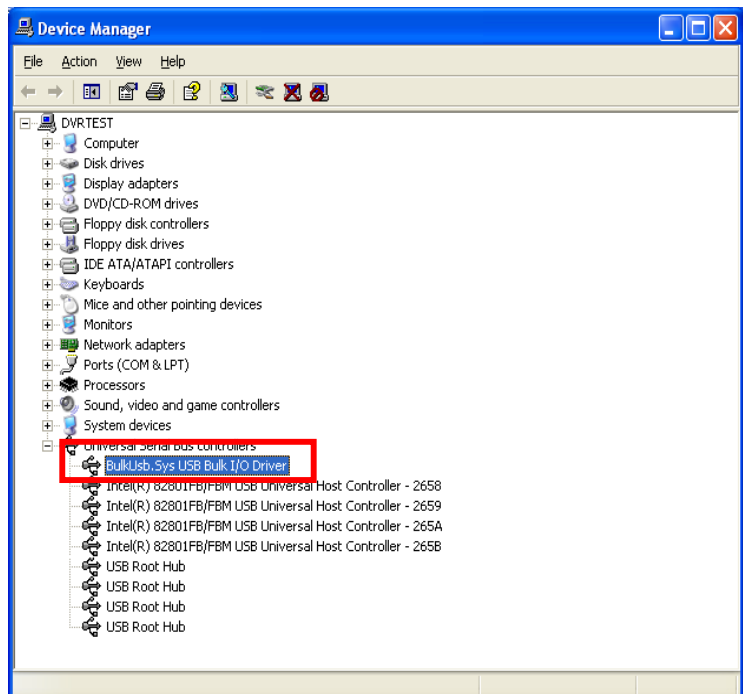 Device Manager
File Action View Help
DVRTEST
Computer
Disk drives
Display adapters
DVD/CD-ROM drives
Floppy disk controllers
Floppy disk drives
IDE ATA/ATAPI controllers
Keyboards
Mice and other pointing devices
Monitors
Network adapters
Ports (COM & LPT)
Processors
Sound, video and game controllers
System devices
Universal Serial Bus controllers
BulkUsb.Sys USB Bulk I/O Driver
Intel(R) 82801FB/FBM USB Universal Host Controller - 2658
Intel(R) 82801FB/FBM USB Universal Host Controller - 2659
Intel(R) 82801FB/FBM USB Universal Host Controller - 265A
Intel(R) 82801FB/FBM USB Universal Host Controller - 265B
USB Root Hub
USB Root Hub
USB Root Hub
USB Root Hub